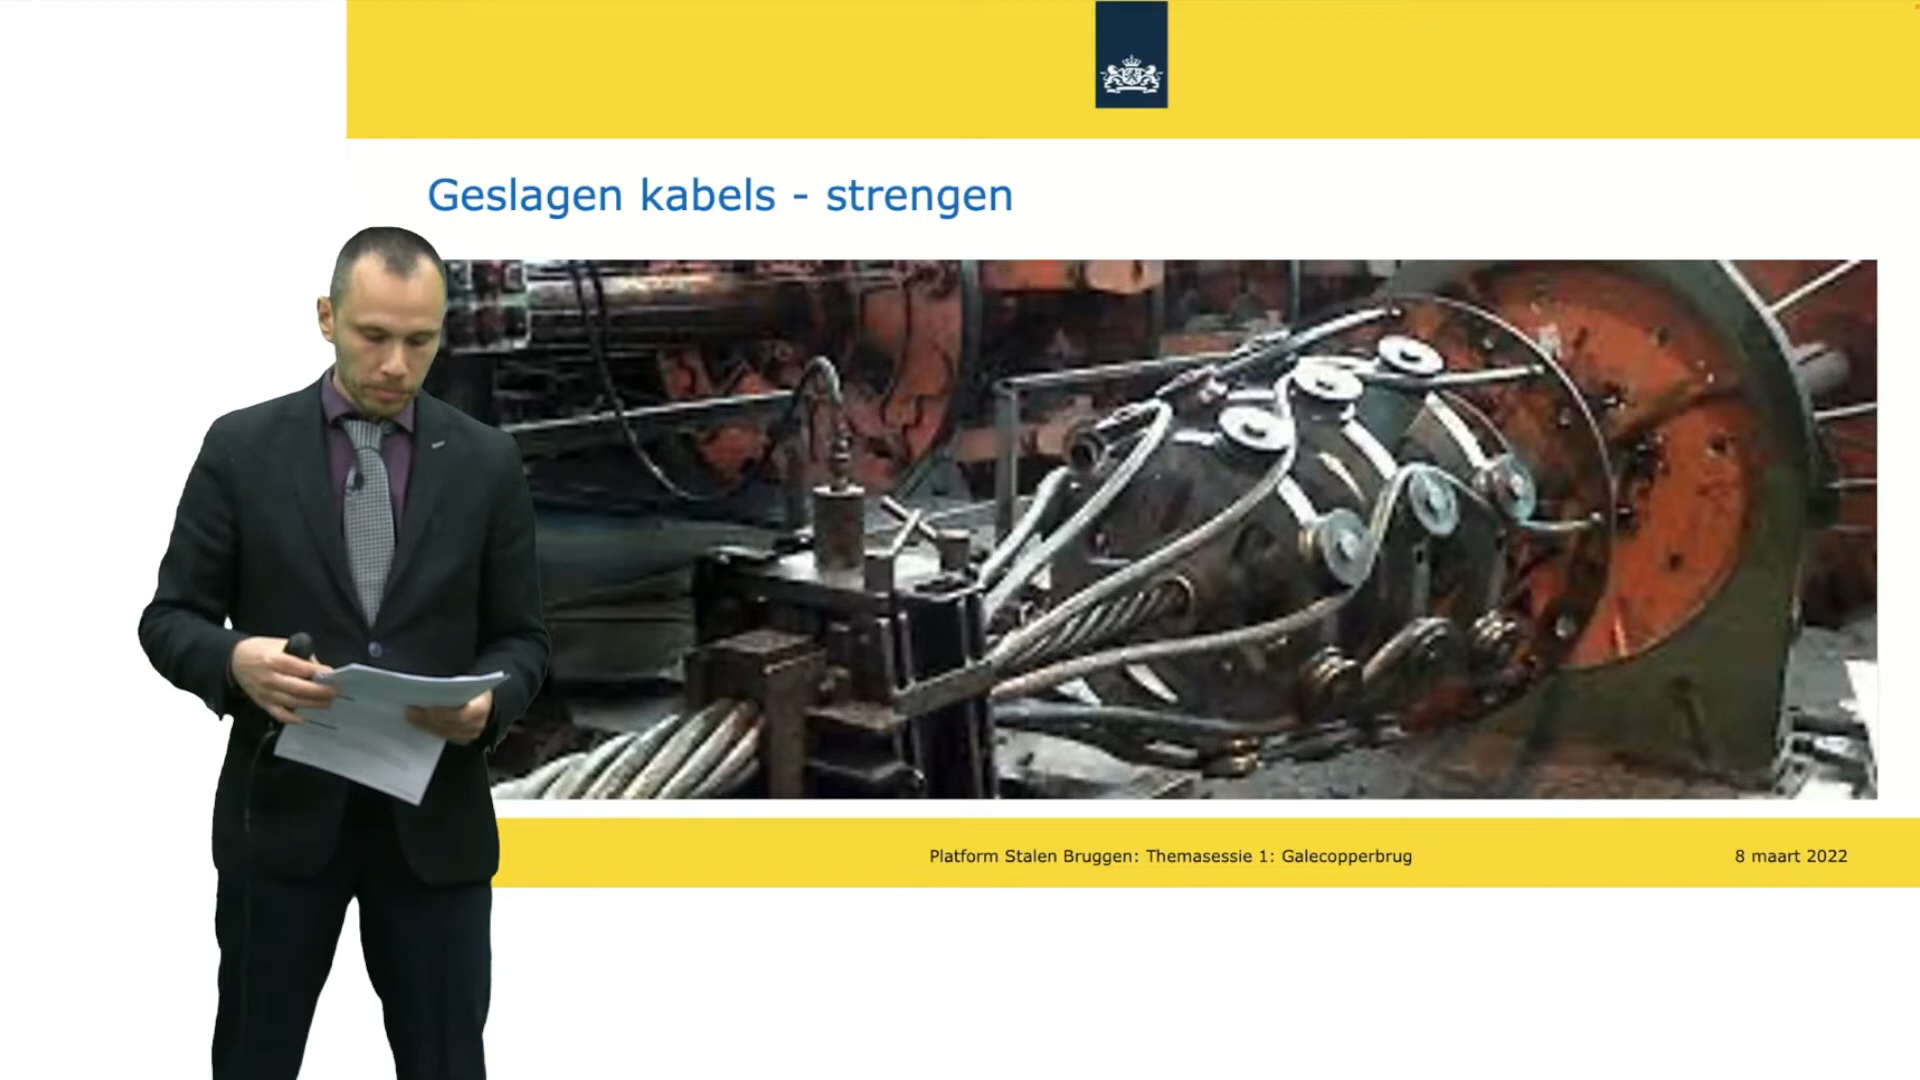 Geslagen kabels - strengen
Platform Stalen Bruggen: Themasessie 1: Galecopperbrug
8 maart 2022